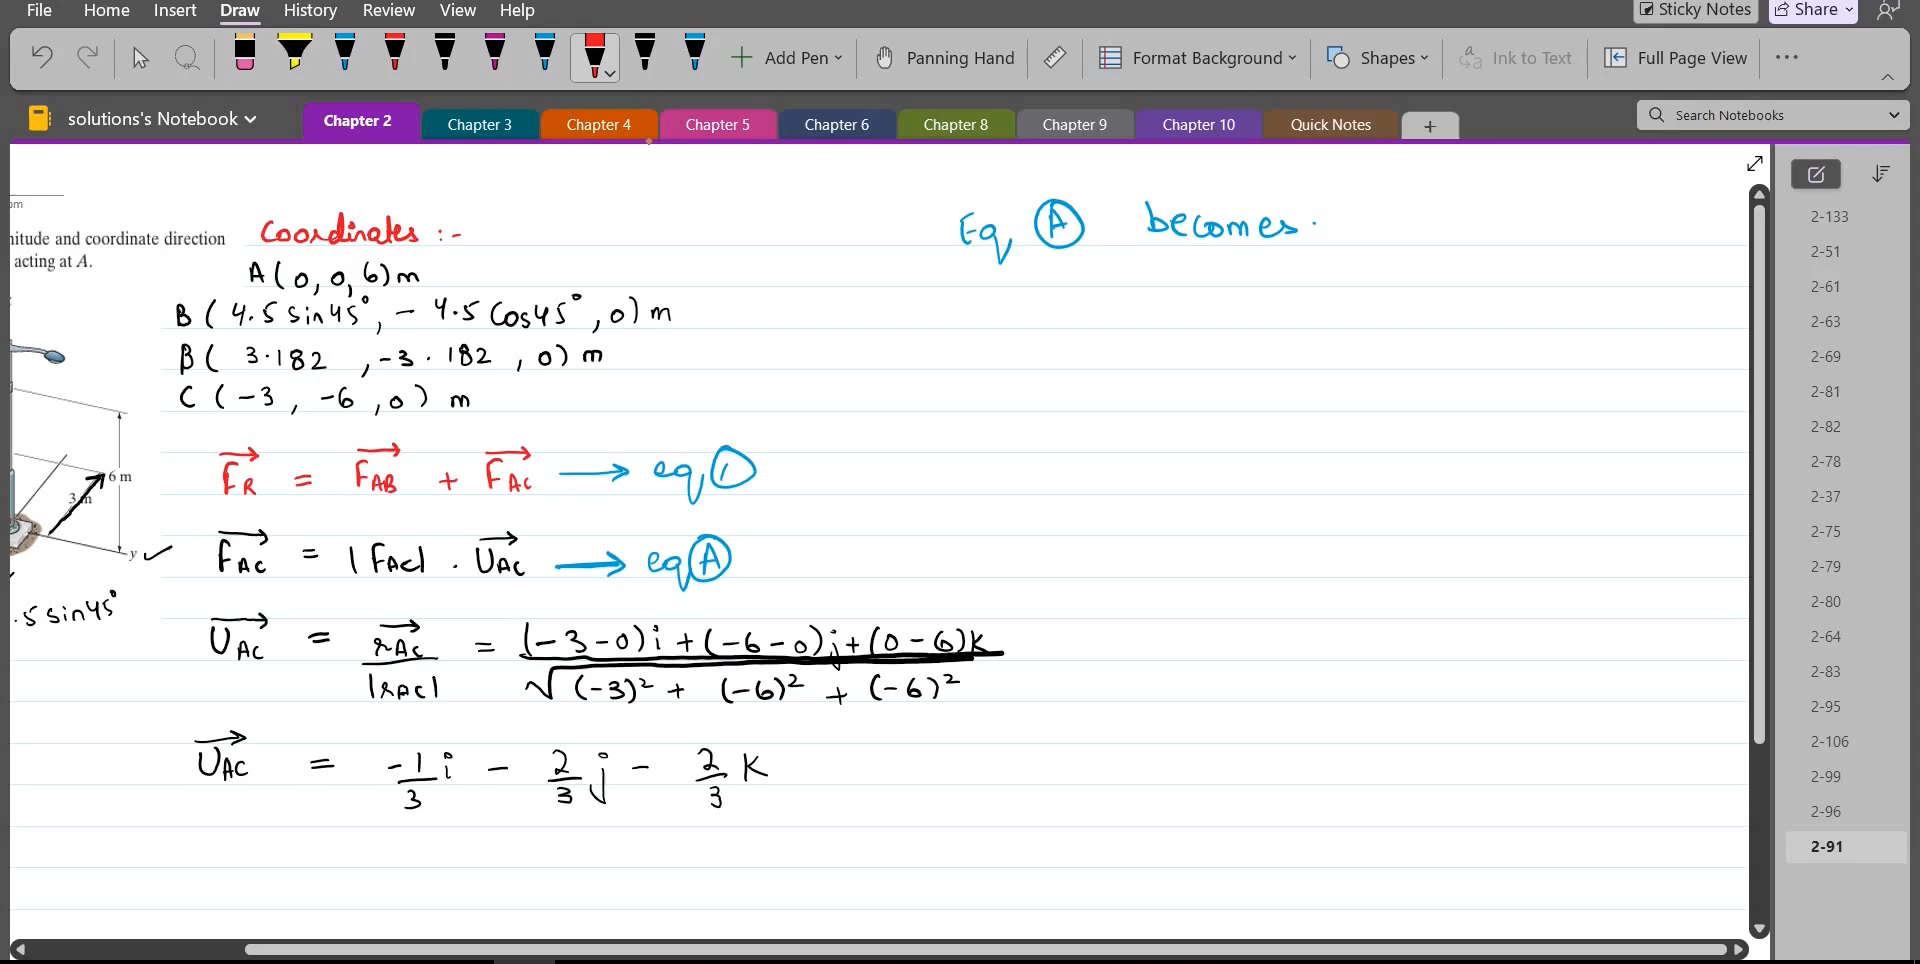 File Home Insert Draw History Review View Help
Sticky Notes Share
Add Pen Panning Hand Format Background Shapes Ink to Text Full Page View
solutions's Notebook Chapter 2 Chapter 3 Chapter 4 Chapter 5 Chapter 6 Chapter 8 Chapter 9 Chapter 10 Quick Notes + Search Notebooks
om
nitude and coordinate direction
acting at A.
6 m
3 m
y
.5 sin45°
Coordinates :-
A(0, 0, 6) m
B ( 4.5 sin45°, - 4.5 Cos45°, 0) m
B( 3.182 , -3.182 , 0) m
C ( -3 , -6 , 0 ) m
FR = FAB + FAC → eq 1
FAC = |FAC| . UAC → eq A
UAC = rAC / |rAC| = (-3-0)i + (-6-0)j + (0-6)K / √(-3)² + (-6)² + (-6)²
UAC = -1/3 i - 2/3 j - 2/3 K
Eq A becomes.
2-133
2-51
2-61
2-63
2-69
2-81
2-82
2-78
2-37
2-75
2-79
2-80
2-64
2-83
2-95
2-106
2-99
2-96
2-91